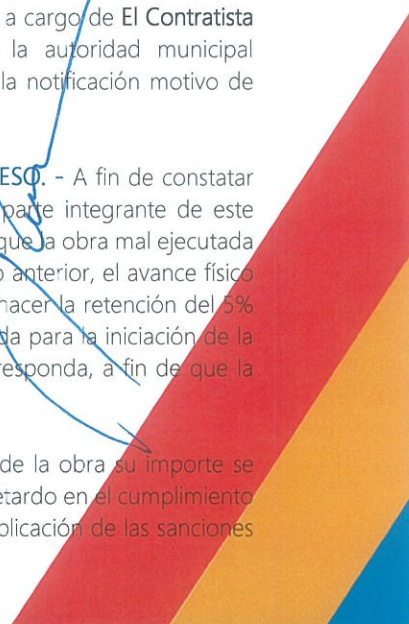 a cargo de El Contratista
la autoridad municipal
la notificación motivo de
ESO. - A fin de constatar
parte integrante de este
que la obra mal ejecutada
o anterior, el avance físico
hacer la retención del 5%
da para la iniciación de la
responda, a fin de que la
de la obra su importe se
etardo en el cumplimiento
plicación de las sanciones